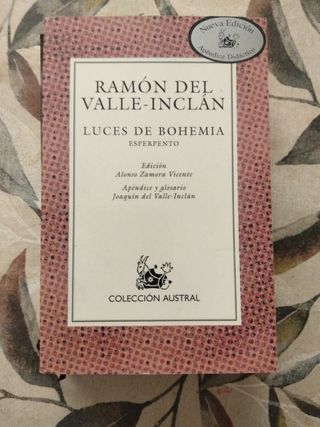 Nueva Edición
Apéndice Didáctico
RAMÓN DEL
VALLE-INCLÁN
LUCES DE BOHEMIA
ESPERPENTO
Edición
Alonso Zamora Vicente
Apéndice y glosario
Joaquín del Valle-Inclán
COLECCIÓN AUSTRAL